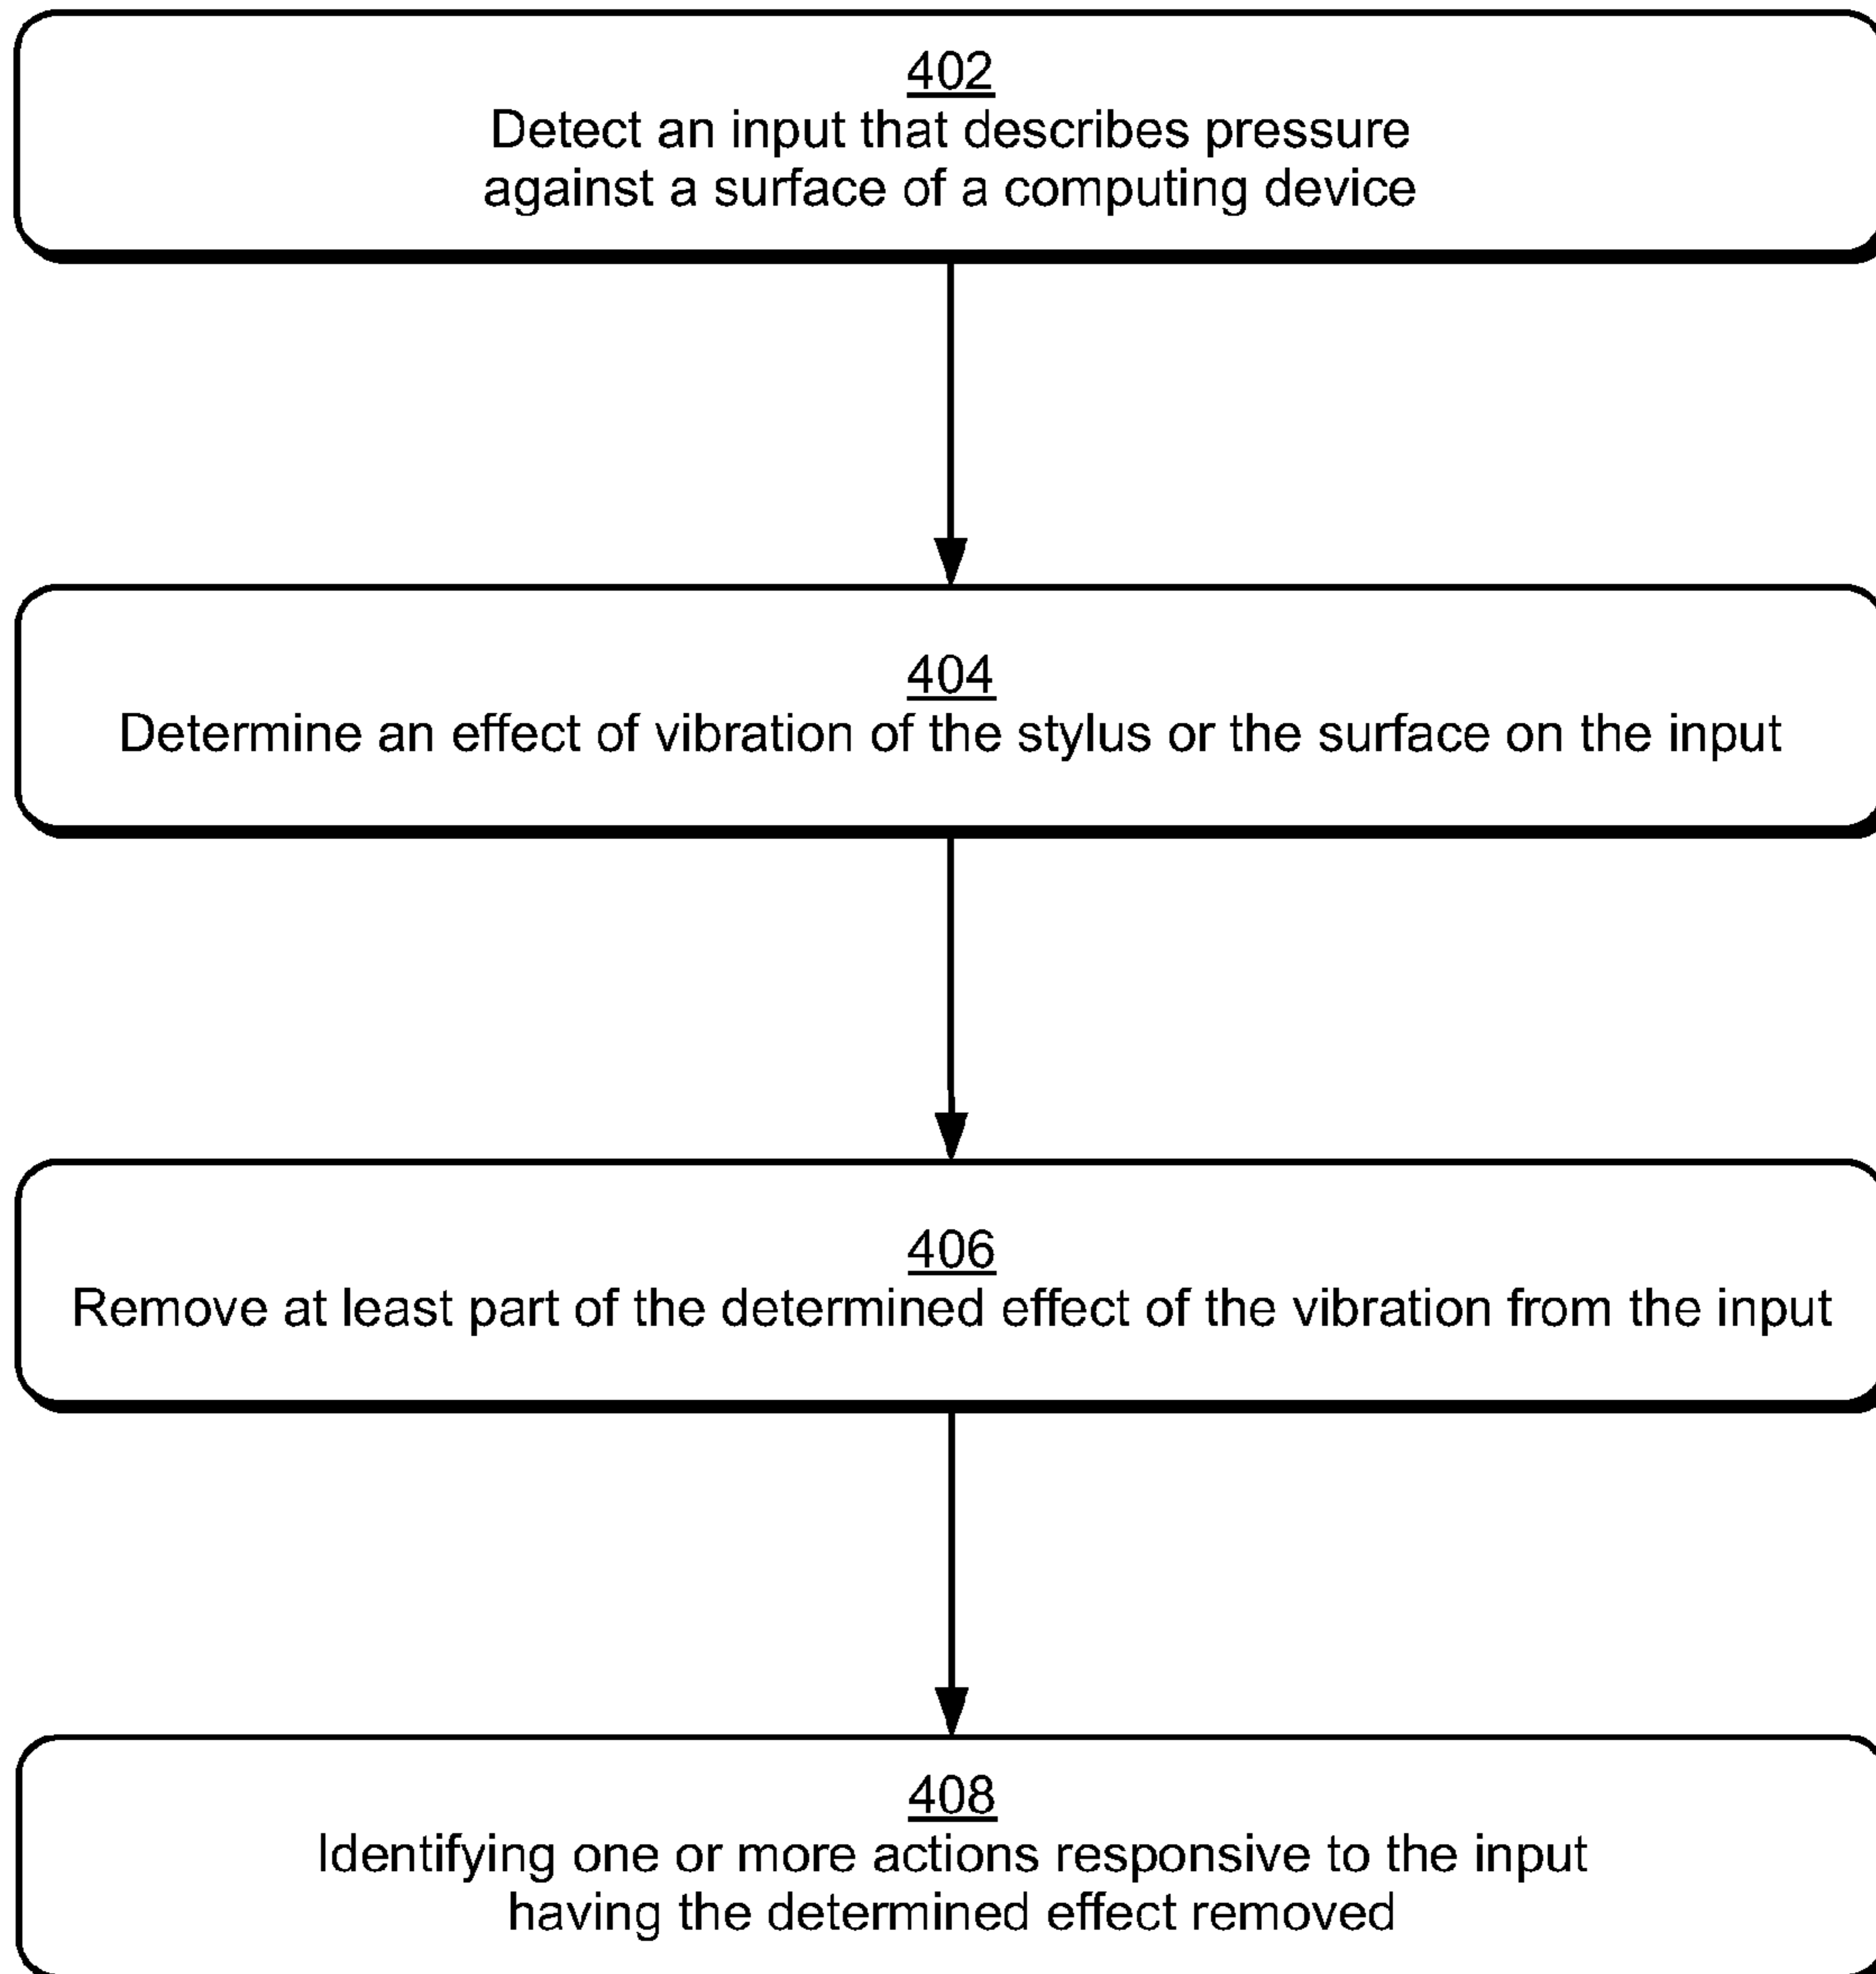 402
Detect an input that describes pressure
against a surface of a computing device
404
Determine an effect of vibration of the stylus or the surface on the input
406
Remove at least part of the determined effect of the vibration from the input
408
Identifying one or more actions responsive to the input
having the determined effect removed